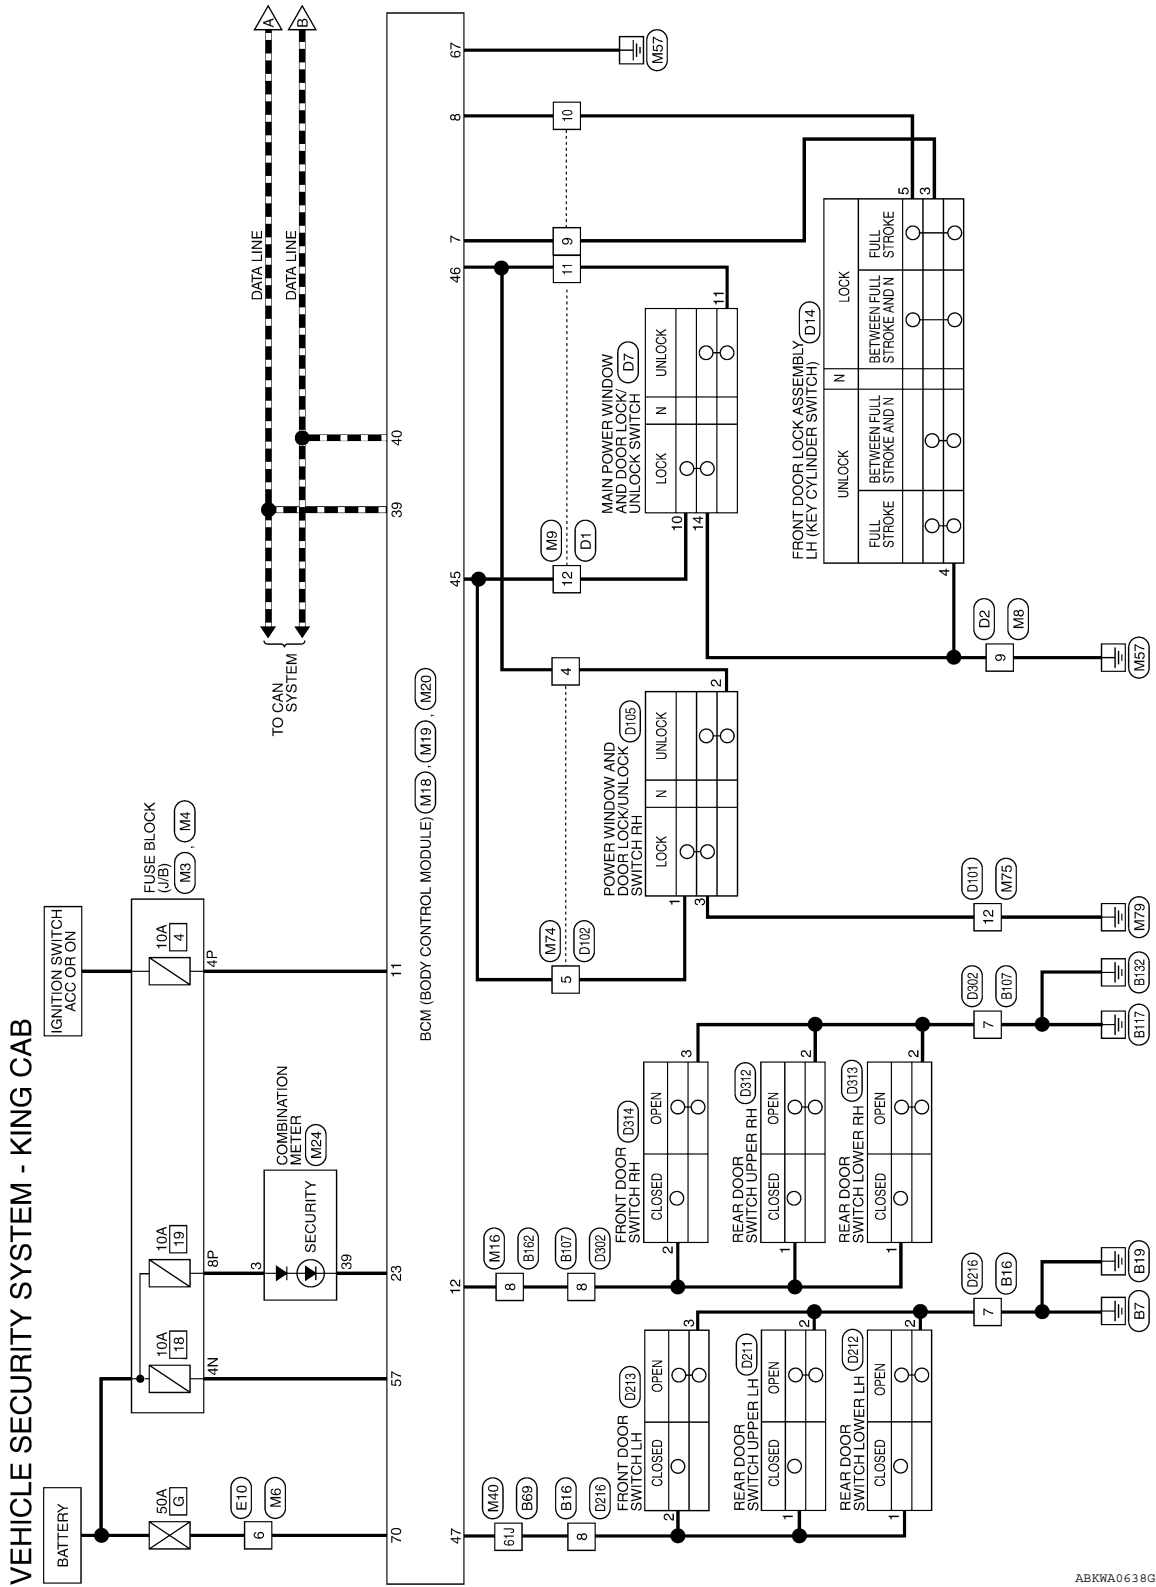 VEHICLE SECURITY SYSTEM - KING CAB
BATTERY
IGNITION SWITCH
ACC OR ON
50A
G
10A
18
10A
19
10A
4
FUSE BLOCK
(J/B)
M3 , M4
E10
6
M6
4N
8P
4P
3
COMBINATION
METER
M24
SECURITY
39
TO CAN
SYSTEM
DATA LINE
DATA LINE
A
B
70
57
23
11
39
40
BCM (BODY CONTROL MODULE) M18 , M19 , M20
47
12
45
46
7
8
67
M40
61J
B69
B16
8
D216
M16
8
B162
B107
8
D302
M74
5
D102
4
M9
12
D1
11
9
10
M57
FRONT DOOR
SWITCH LH
D213
CLOSED
OPEN
2
3
REAR DOOR
SWITCH UPPER LH
D211
CLOSED
OPEN
1
2
REAR DOOR
SWITCH LOWER LH
D212
CLOSED
OPEN
1
2
D216
7
B16
B7
B19
FRONT DOOR
SWITCH RH
D314
CLOSED
OPEN
2
3
REAR DOOR
SWITCH UPPER RH
D312
CLOSED
OPEN
1
2
REAR DOOR
SWITCH LOWER RH
D313
CLOSED
OPEN
1
2
D302
7
B107
B117
B132
POWER WINDOW AND
DOOR LOCK/UNLOCK
SWITCH RH
D105
LOCK
N
UNLOCK
1
3
2
D101
12
M75
M79
MAIN POWER WINDOW
AND DOOR LOCK/
UNLOCK SWITCH
D7
LOCK
N
UNLOCK
10
14
11
FRONT DOOR LOCK ASSEMBLY
LH (KEY CYLINDER SWITCH)
D14
UNLOCK
N
LOCK
FULL
STROKE
BETWEEN FULL
STROKE AND N
BETWEEN FULL
STROKE AND N
FULL
STROKE
4
5
3
D2
9
M8
M57
ABKWA0638G